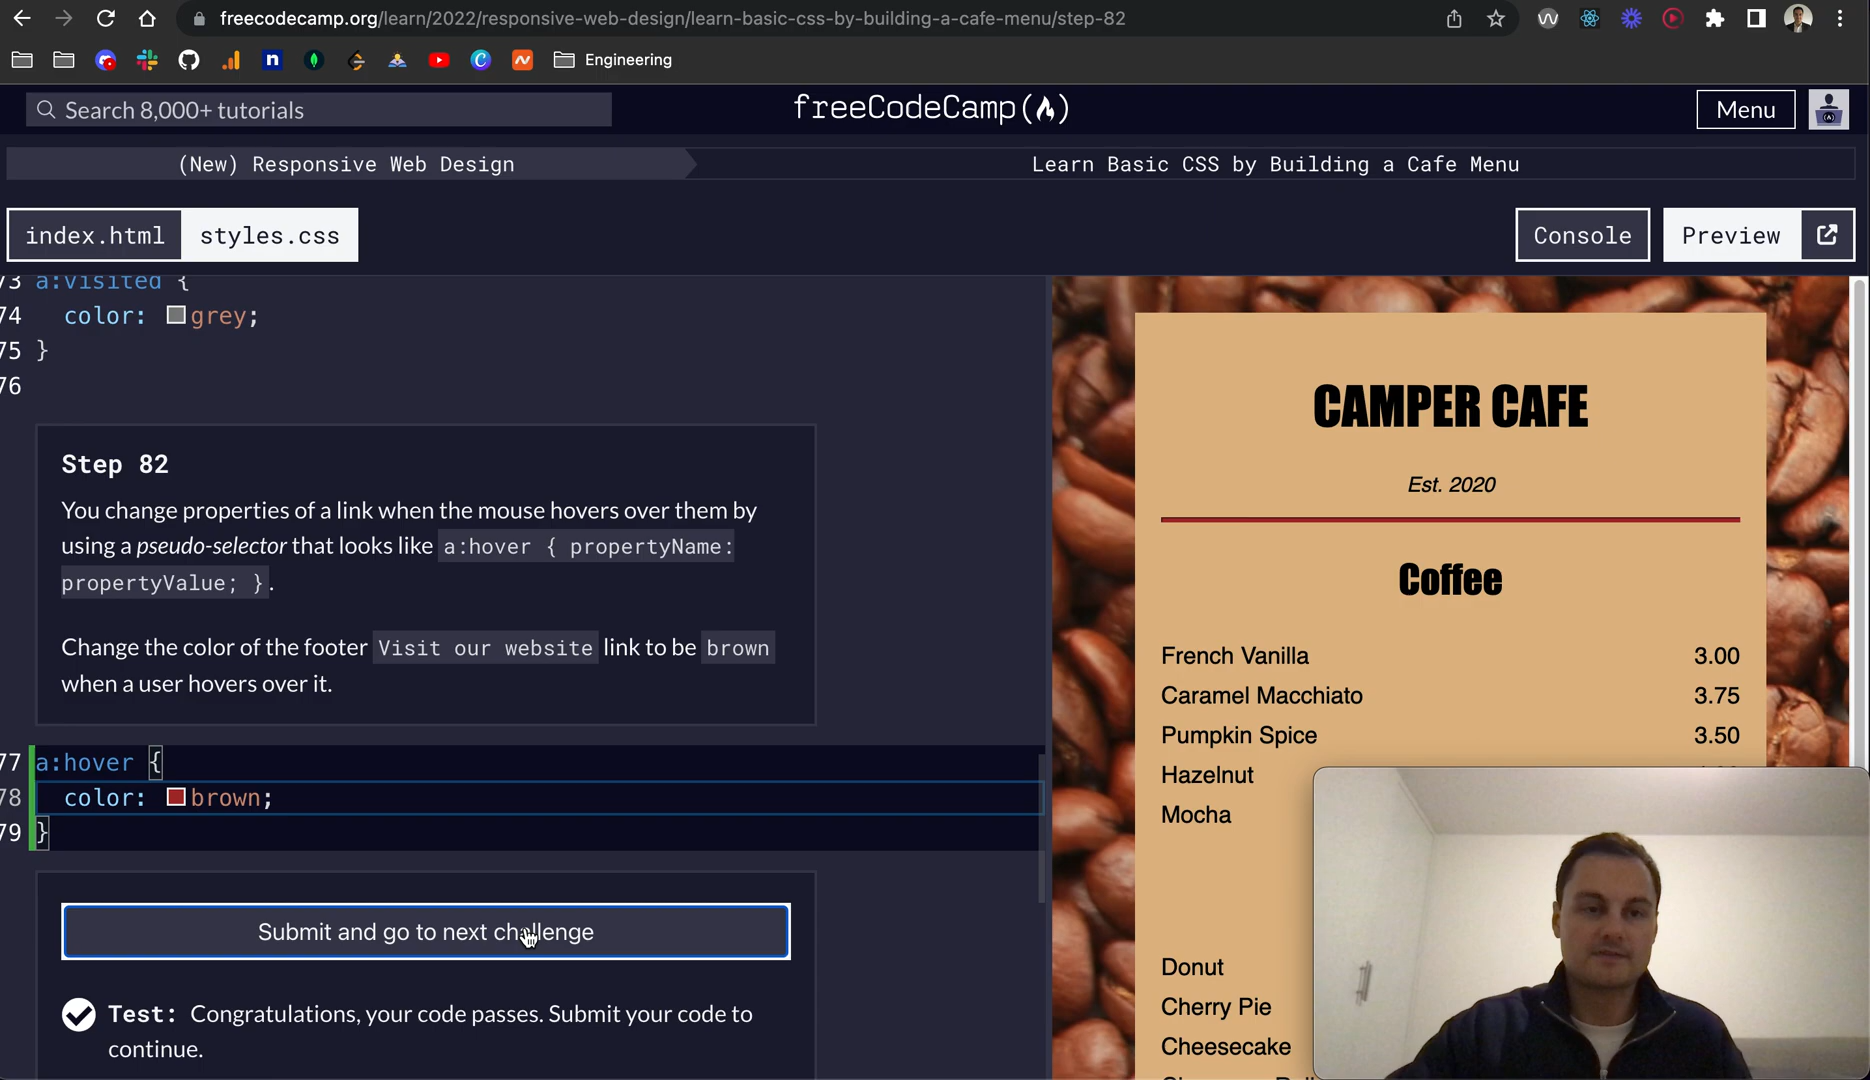 freecodecamp.org/learn/2022/responsive-web-design/learn-basic-css-by-building-a-cafe-menu/step-82
Engineering
Search 8,000+ tutorials
freeCodeCamp(🔥)
Menu
(New) Responsive Web Design
Learn Basic CSS by Building a Cafe Menu
index.html
styles.css
Console
Preview
73 a:visited {
74 color: grey;
75 }
76
Step 82
You change properties of a link when the mouse hovers over them by
using a pseudo-selector that looks like a:hover { propertyName:
propertyValue; }.
Change the color of the footer Visit our website link to be brown
when a user hovers over it.
77 a:hover {
78 color: brown;
79 }
Submit and go to next challenge
Test: Congratulations, your code passes. Submit your code to
continue.
CAMPER CAFE
Est. 2020
Coffee
French Vanilla 3.00
Caramel Macchiato 3.75
Pumpkin Spice 3.50
Hazelnut
Mocha
Donut
Cherry Pie
Cheesecake